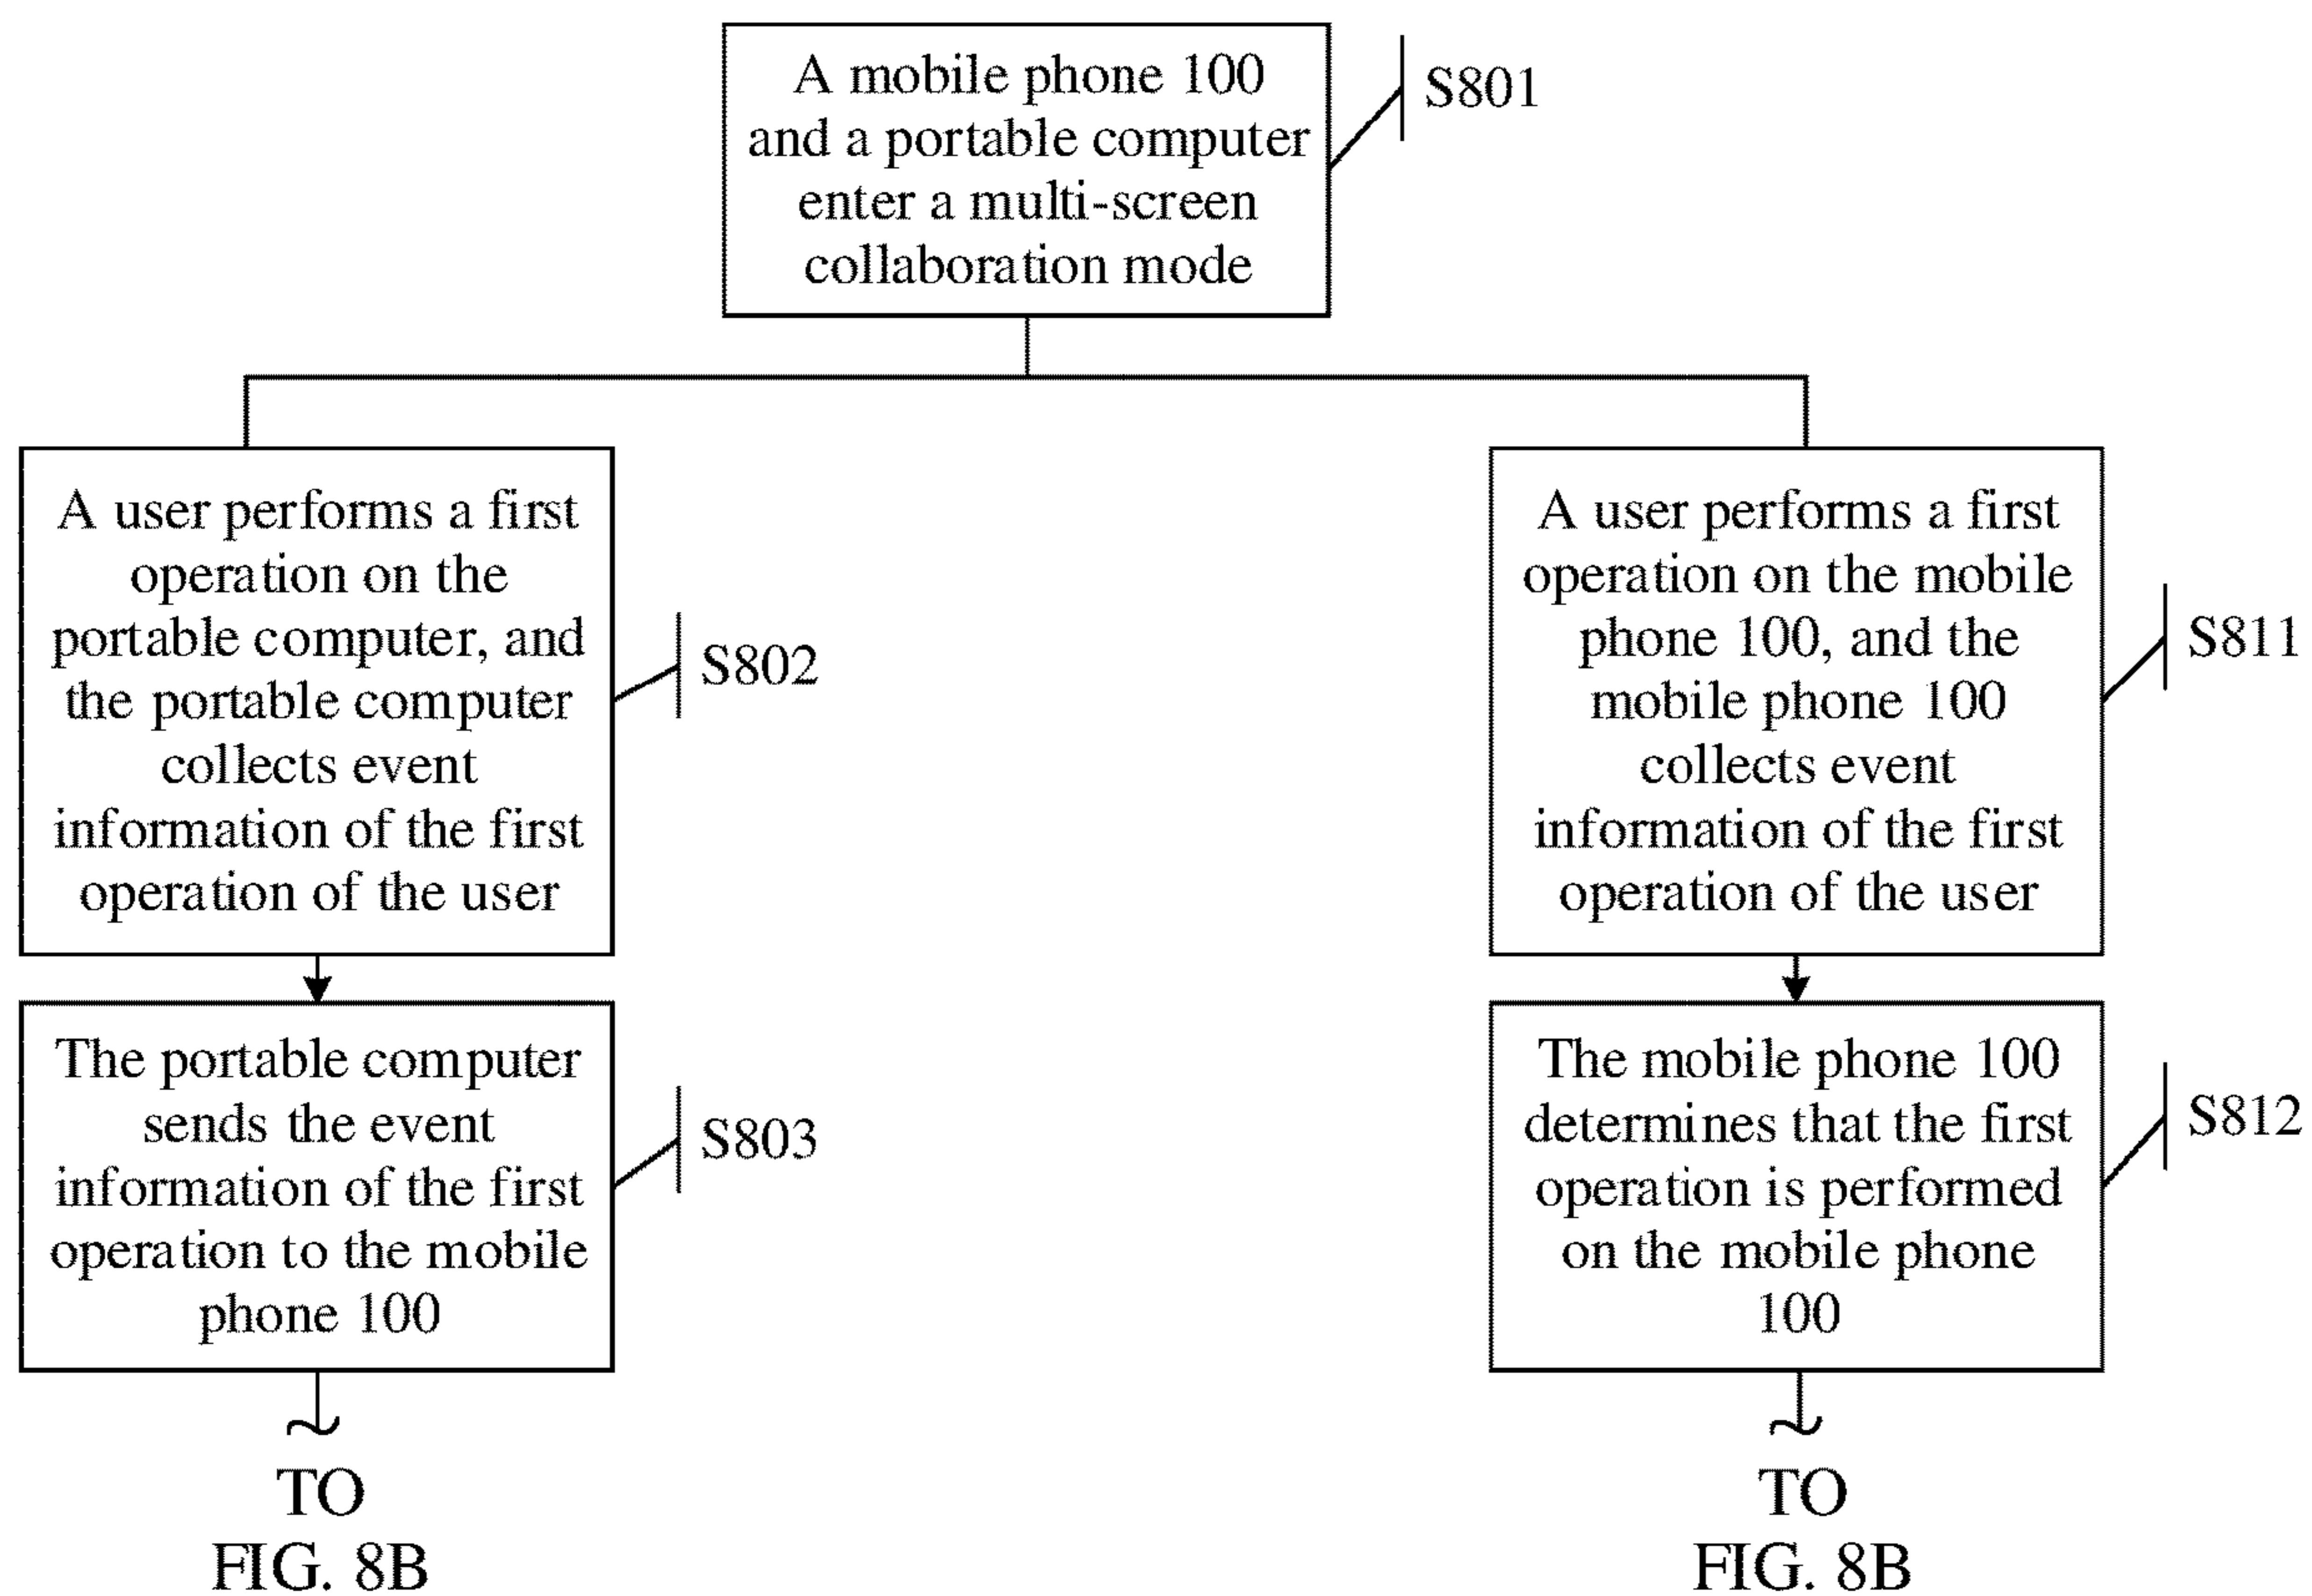 A mobile phone 100
and a portable computer
enter a multi-screen
collaboration mode
S801
A user performs a first
operation on the
portable computer, and
the portable computer
collects event
information of the first
operation of the user
S802
A user performs a first
operation on the mobile
phone 100, and the
mobile phone 100
collects event
information of the first
operation of the user
S811
The portable computer
sends the event
information of the first
operation to the mobile
phone 100
S803
The mobile phone 100
determines that the first
operation is performed
on the mobile phone
100
S812
TO
FIG. 8B
TO
FIG. 8B